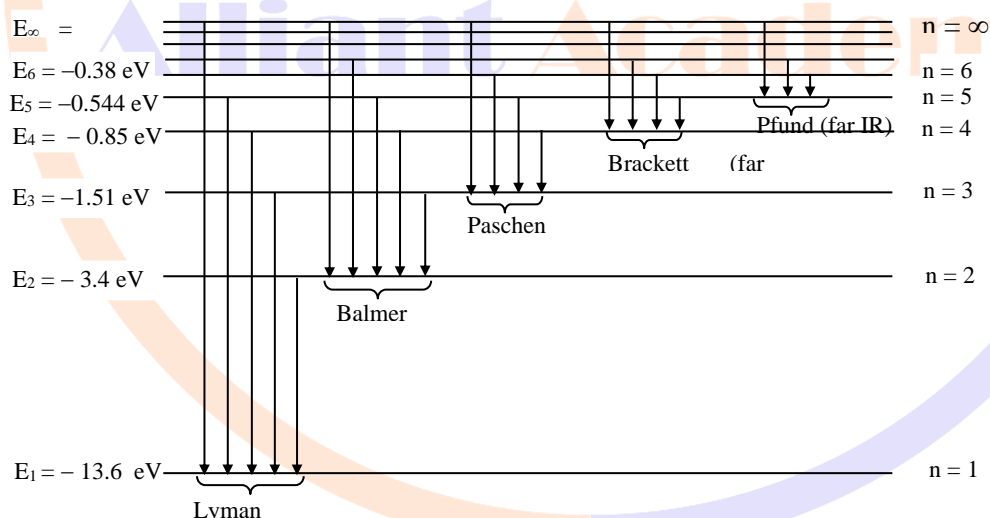 Alliant Academ
E∞ = n = ∞
E6 = –0.38 eV n = 6
E5 = –0.544 eV n = 5
E4 = – 0.85 eV n = 4
Pfund (far IR)
Brackett (far
E3 = –1.51 eV n = 3
Paschen
E2 = – 3.4 eV n = 2
Balmer
E1 = – 13.6 eV n = 1
Lyman